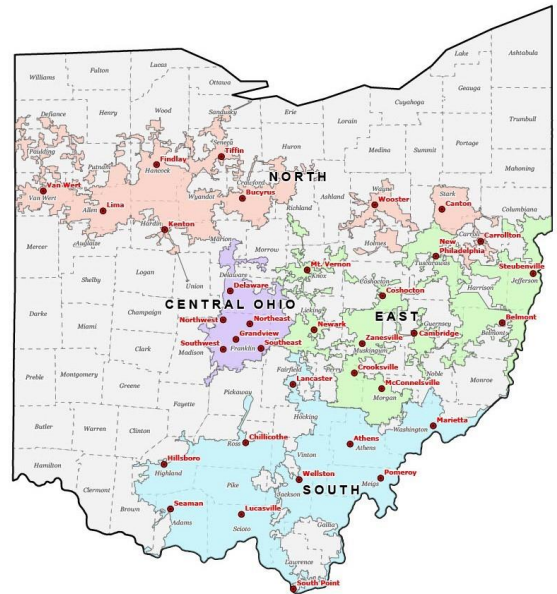 Lake
Ashtabula
Williams
Fulton
Lucas
Ottawa
Geauga
Cuyahoga
Sandusky
Erie
Lorain
Trumbull
Defiance
Henry
Wood
Portage
Medina
Summit
Seneca
Huron
Mahoning
Paulding
Putnam
Findlay
Hancock
Tiffin
Crawford
NORTH
Ashland
Wayne
Stark
Columbiana
Van Wert
Van Wert
Allen
Lima
Wyandot
Bucyrus
Richland
Wooster
Canton
Hardin
Kenton
Marion
Morrow
Holmes
Carroll
Carrollton
New
Philadelphia
Tuscarawas
Mercer
Auglaize
Steubenville
Jefferson
Logan
Union
Delaware
Delaware
Mt. Vernon
Knox
Coshocton
Coshocton
Harrison
Shelby
Darke
Miami
Champaign
CENTRAL OHIO
Licking
EAST
Guernsey
Belmont
Belmont
Northwest
Northeast
Newark
Cambridge
Grandview
Zanesville
Muskingum
Clark
Madison
Southwest
Franklin
Southeast
Fairfield
Noble
Monroe
Preble
Montgomery
Greene
Lancaster
Crooksville
McConnelsville
Morgan
Fayette
Pickaway
Hocking
Washington
Marietta
Butler
Warren
Clinton
Ross
Chillicothe
Athens
Athens
Vinton
Hamilton
Hillsboro
Highland
Wellston
Pomeroy
Meigs
Clermont
Pike
Jackson
SOUTH
Brown
Seaman
Adams
Lucasville
Scioto
Gallia
Lawrence
South Point